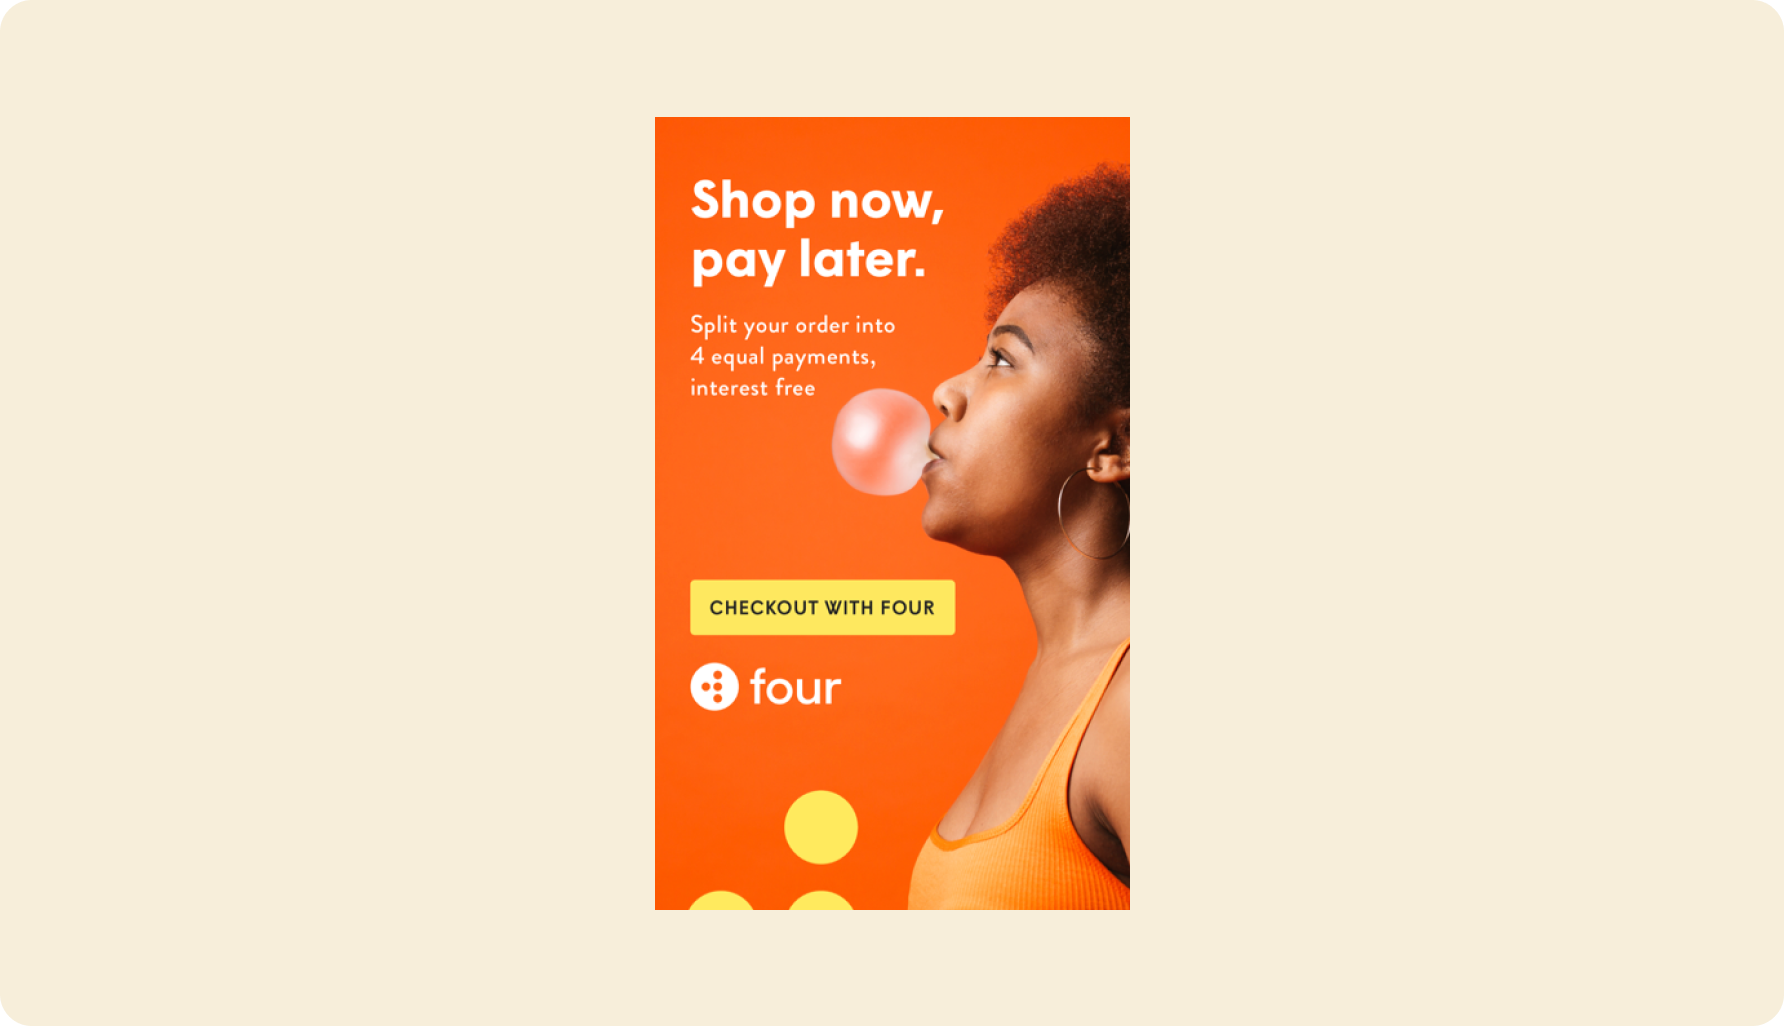 Shop now,
pay later.
Split your order into
4 equal payments,
interest free
CHECKOUT WITH FOUR
four